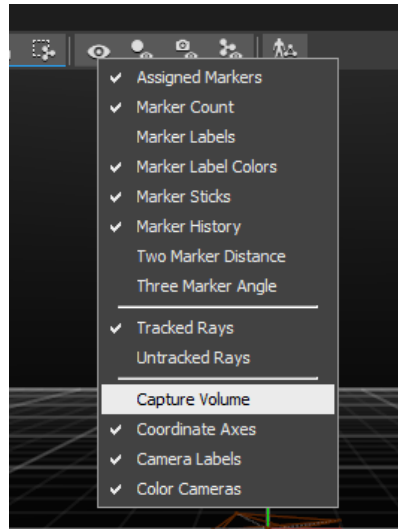 Assigned Markers
Marker Count
Marker Labels
Marker Label Colors
Marker Sticks
Marker History
Two Marker Distance
Three Marker Angle
Tracked Rays
Untracked Rays
Capture Volume
Coordinate Axes
Camera Labels
Color Cameras